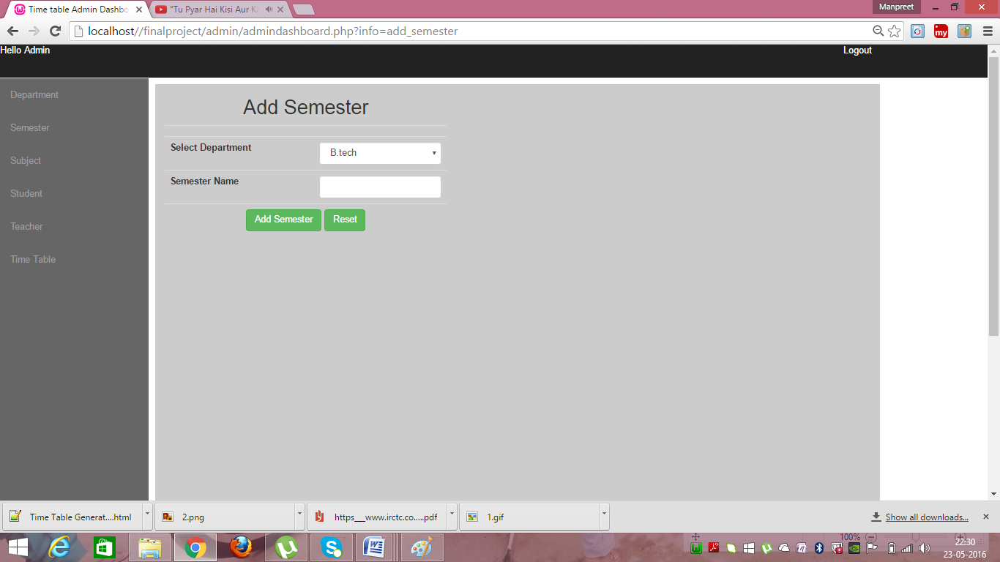 Manpreet
Time table Admin Dashbo
"Tu Pyar Hai Kisi Aur Ka
localhost//finalproject/admin/admindashboard.php?info=add_semester
my
Hello Admin
Logout
Department
Semester
Subject
Student
Teacher
Time Table
Add Semester
Select Department
B.tech
Semester Name
Add Semester
Reset
Time Table Generat....html
2.png
https___www.irctc.co.....pdf
1.gif
Show all downloads...
100%
22:30
23-05-2016